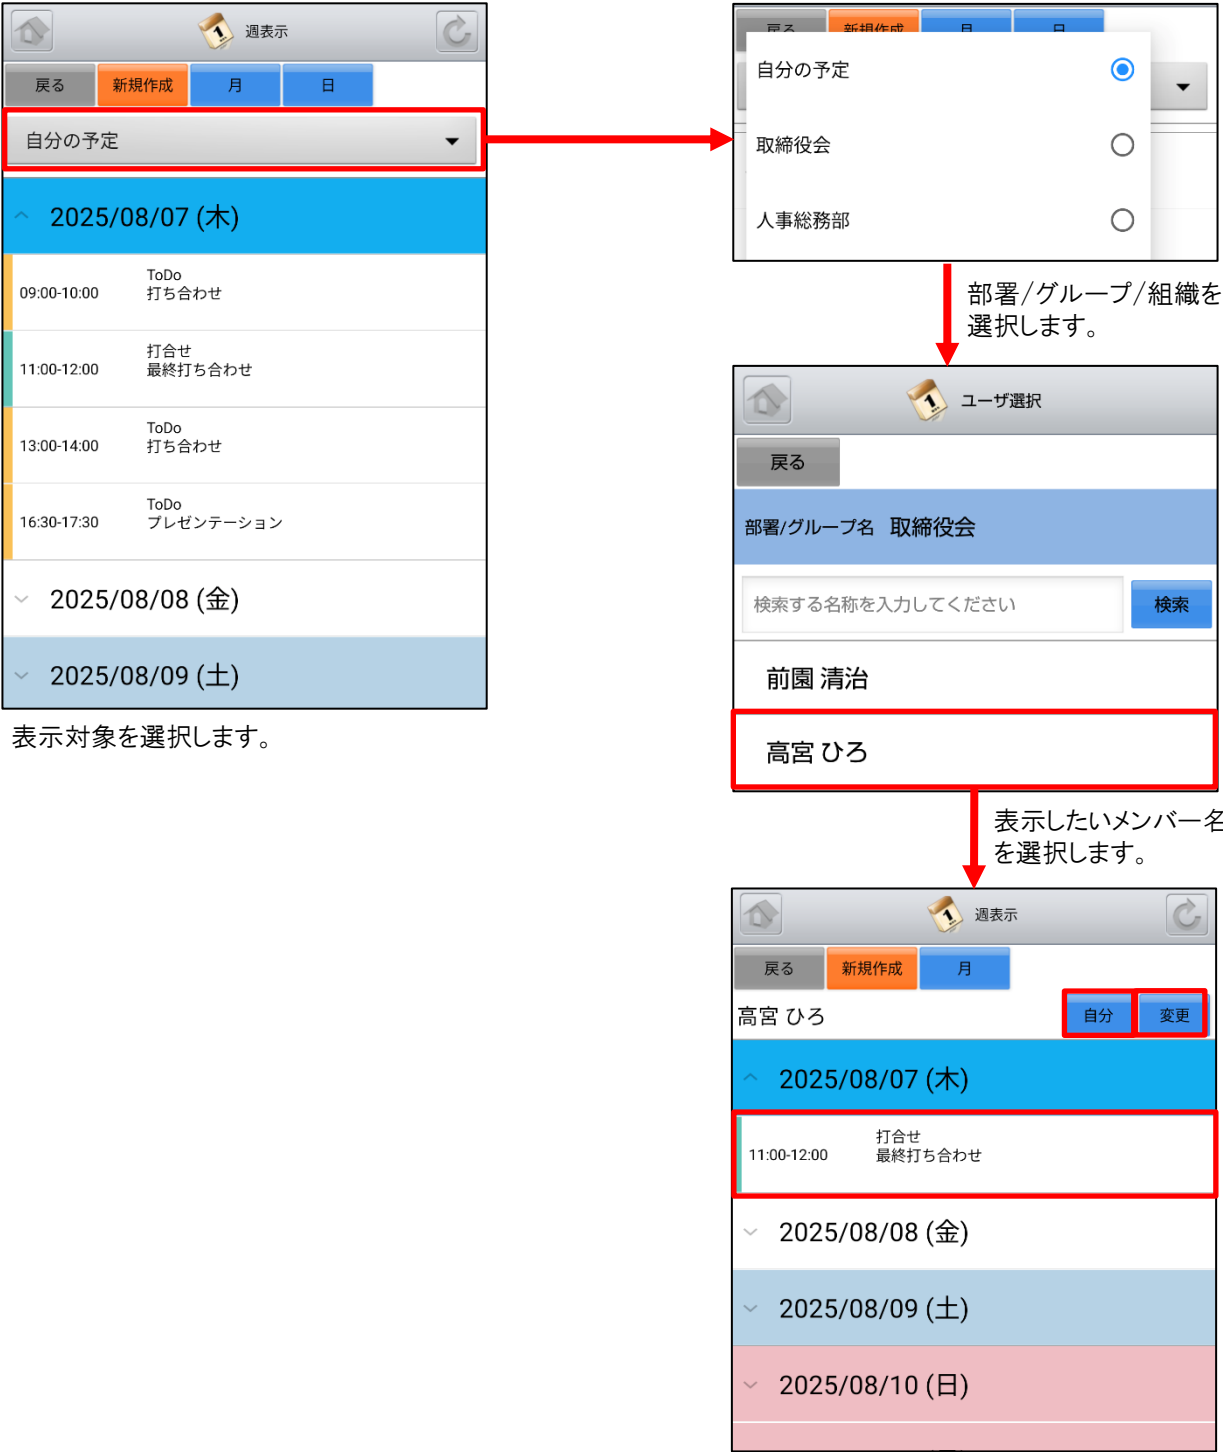 週表示
戻る 新規作成 月 日
自分の予定
2025/08/07 (木)
ToDo
09:00-10:00 打ち合わせ
打合せ
11:00-12:00 最終打ち合わせ
ToDo
13:00-14:00 打ち合わせ
ToDo
16:30-17:30 プレゼンテーション
2025/08/08 (金)
2025/08/09 (土)
表示対象を選択します。
戻る 新規作成 月 日
自分の予定
取締役会
人事総務部
部署/グループ/組織を
選択します。
ユーザ選択
戻る
部署/グループ名 取締役会
検索する名称を入力してください 検索
前園 清治
高宮 ひろ
表示したいメンバー名
を選択します。
週表示
戻る 新規作成 月
高宮 ひろ 自分 変更
2025/08/07 (木)
打合せ
11:00-12:00 最終打ち合わせ
2025/08/08 (金)
2025/08/09 (土)
2025/08/10 (日)